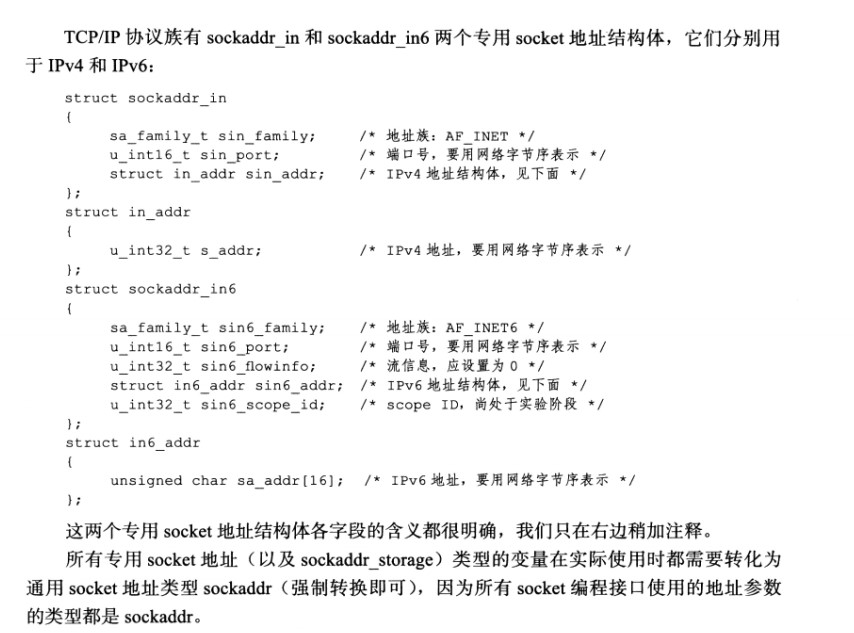 TCP/IP 协议族有 sockaddr_in 和 sockaddr_in6 两个专用 socket 地址结构体，它们分别用
于 IPv4 和 IPv6：
struct sockaddr_in
{
sa_family_t sin_family; /* 地址族：AF_INET */
u_int16_t sin_port; /* 端口号，要用网络字节序表示 */
struct in_addr sin_addr; /* IPv4 地址结构体，见下面 */
};
struct in_addr
{
u_int32_t s_addr; /* IPv4 地址，要用网络字节序表示 */
};
struct sockaddr_in6
{
sa_family_t sin6_family; /* 地址族：AF_INET6 */
u_int16_t sin6_port; /* 端口号，要用网络字节序表示 */
u_int32_t sin6_flowinfo; /* 流信息，应设置为 0 */
struct in6_addr sin6_addr; /* IPv6 地址结构体，见下面 */
u_int32_t sin6_scope_id; /* scope ID，尚处于实验阶段 */
};
struct in6_addr
{
unsigned char sa_addr[16]; /* IPv6 地址，要用网络字节序表示 */
};
这两个专用 socket 地址结构体各字段的含义都很明确，我们只在右边稍加注释。
所有专用 socket 地址（以及 sockaddr_storage）类型的变量在实际使用时都需要转化为
通用 socket 地址类型 sockaddr（强制转换即可），因为所有 socket 编程接口使用的地址参数
的类型都是 sockaddr。